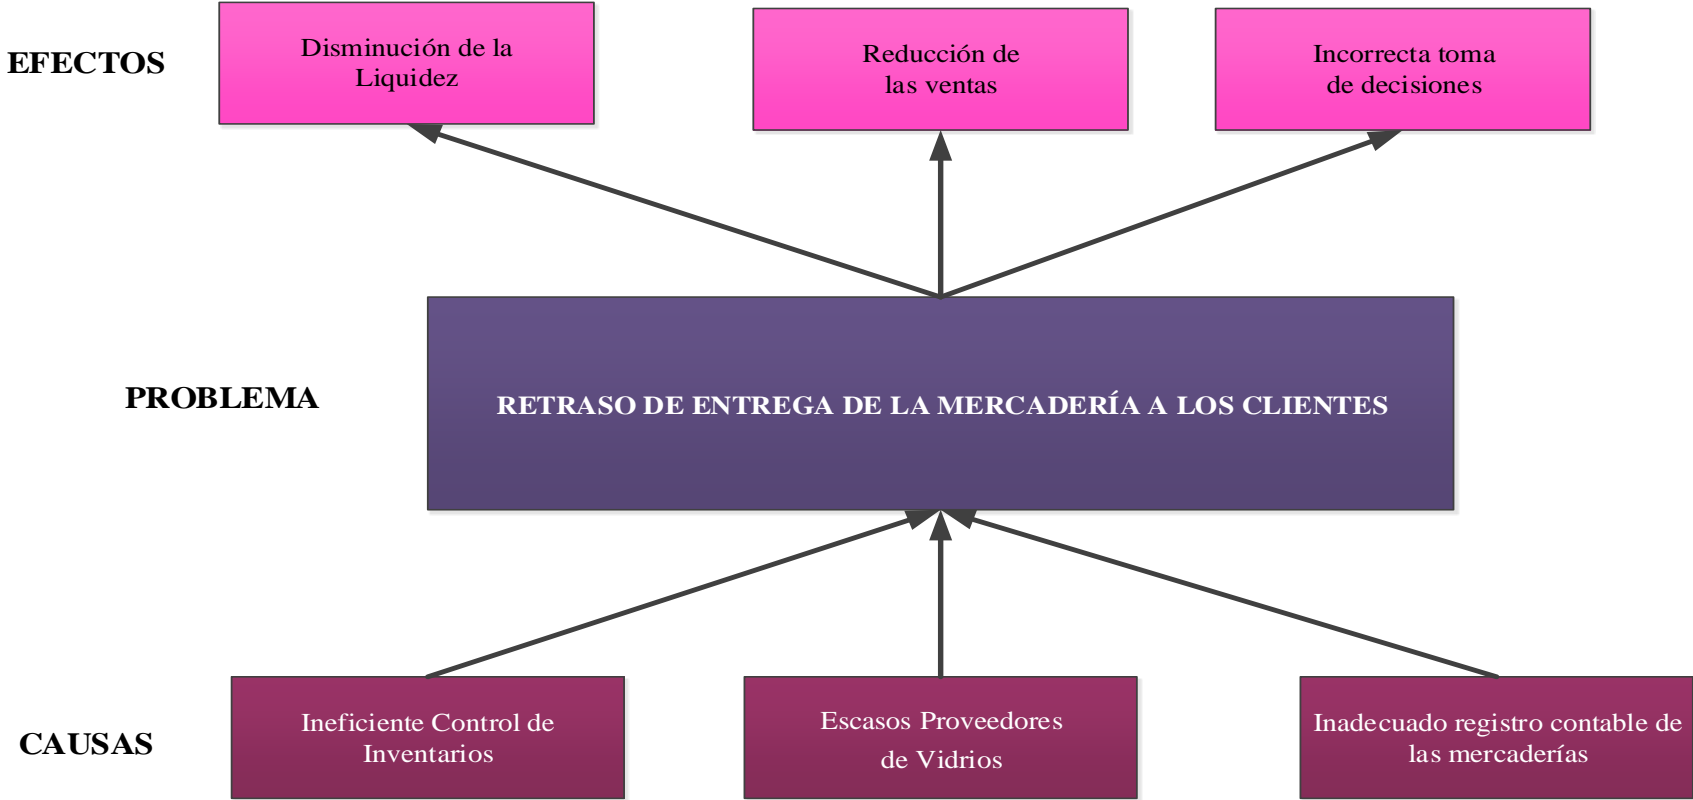 EFECTOS
Disminución de la
Liquidez
Reducción de
las ventas
Incorrecta toma
de decisiones
PROBLEMA
RETRASO DE ENTREGA DE LA MERCADERÍA A LOS CLIENTES
CAUSAS
Ineficiente Control de
Inventarios
Escasos Proveedores
de Vidrios
Inadecuado registro contable de
las mercaderías